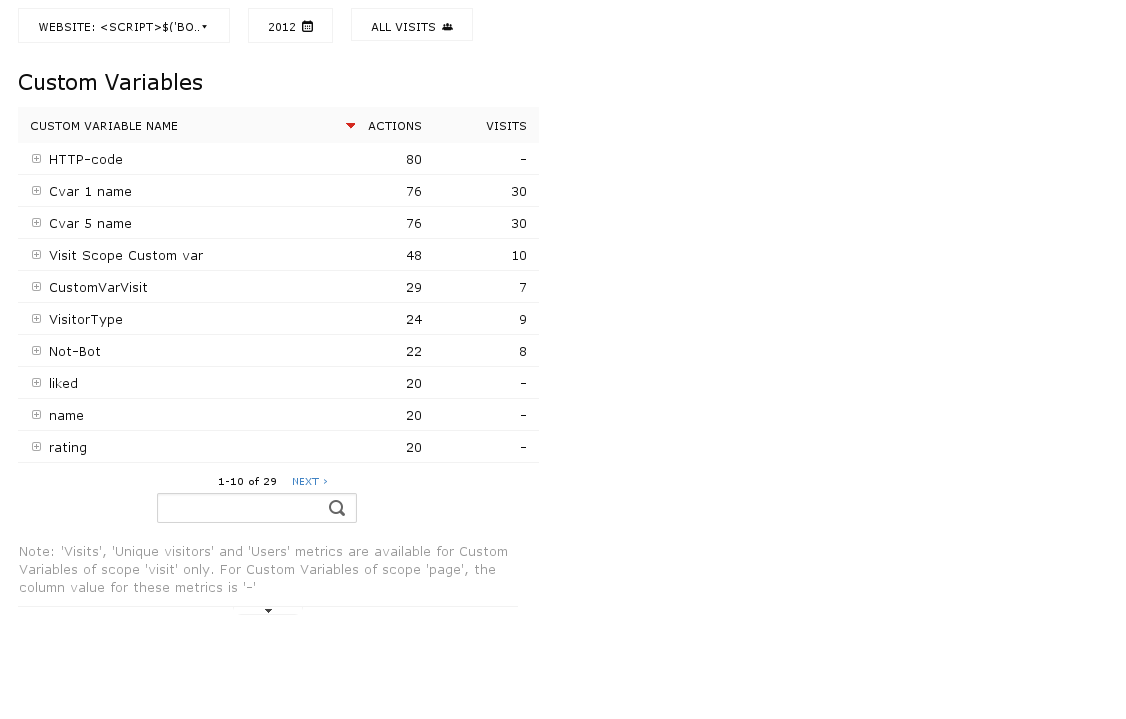 WEBSITE: <SCRIPT>$('BO.. 2012 ALL VISITS
Custom Variables
CUSTOM VARIABLE NAME ACTIONS VISITS
HTTP-code 80 -
Cvar 1 name 76 30
Cvar 5 name 76 30
Visit Scope Custom var 48 10
CustomVarVisit 29 7
VisitorType 24 9
Not-Bot 22 8
liked 20 -
name 20 -
rating 20 -
1-10 of 29 NEXT ›
Note: 'Visits', 'Unique visitors' and 'Users' metrics are available for Custom
Variables of scope 'visit' only. For Custom Variables of scope 'page', the
column value for these metrics is '-'